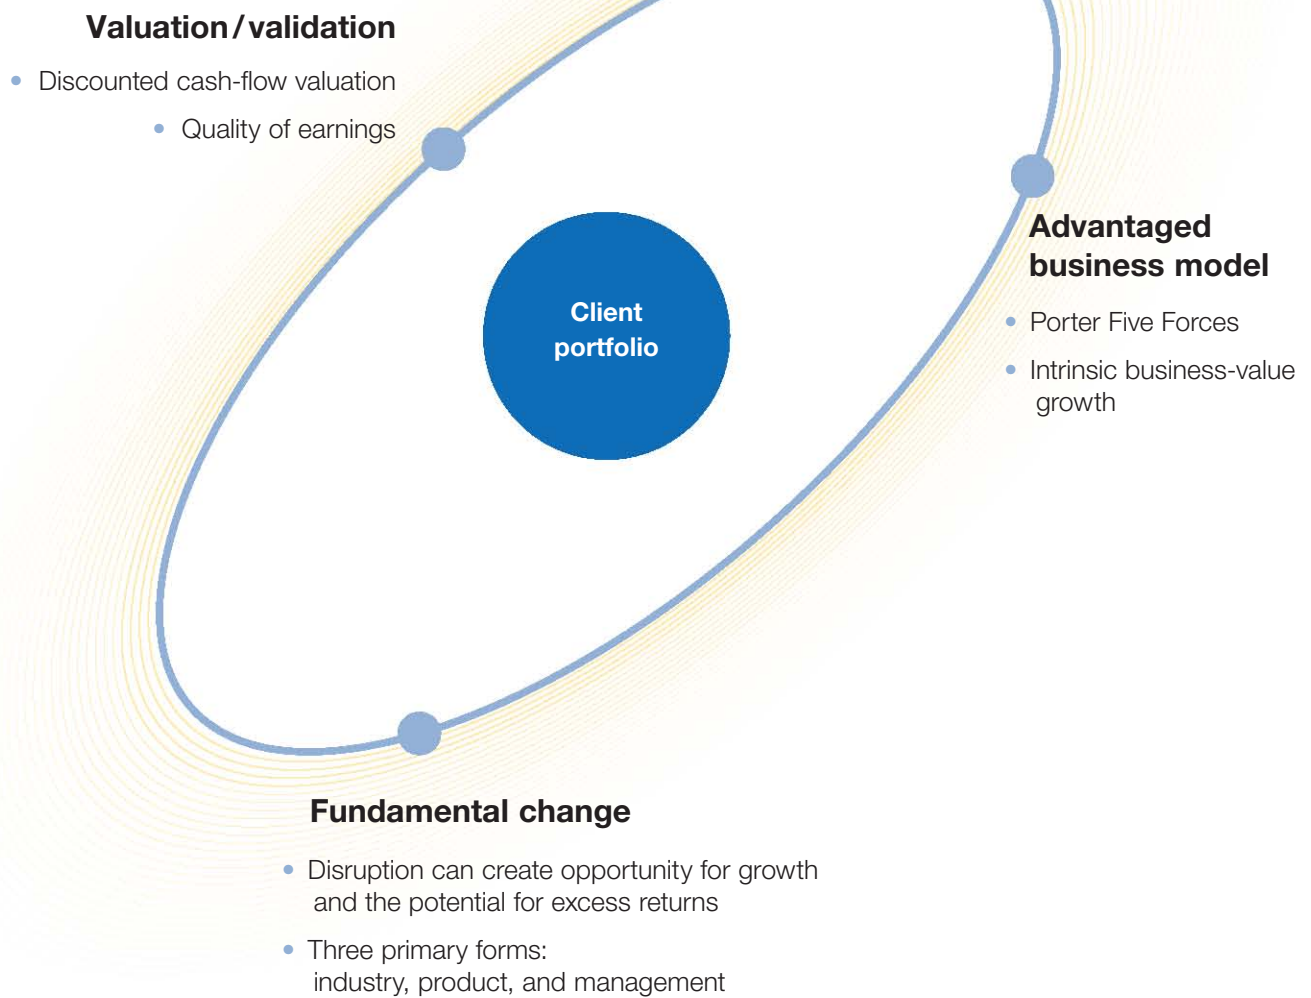 Valuation/validation
• Discounted cash-flow valuation
• Quality of earnings
Client
portfolio
Advantaged
business model
• Porter Five Forces
• Intrinsic business-value
growth
Fundamental change
• Disruption can create opportunity for growth
and the potential for excess returns
• Three primary forms:
industry, product, and management